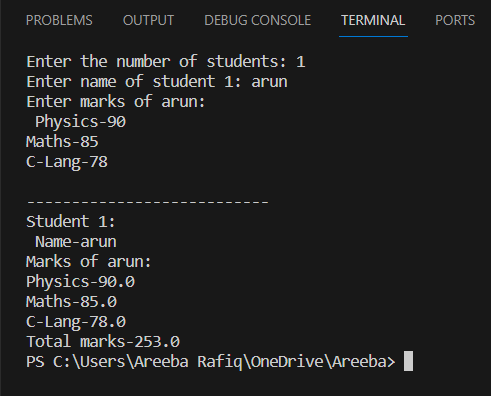 PROBLEMS OUTPUT DEBUG CONSOLE TERMINAL PORTS
Enter the number of students: 1
Enter name of student 1: arun
Enter marks of arun:
 Physics-90
Maths-85
C-Lang-78
---------------------------
Student 1:
 Name-arun
Marks of arun:
Physics-90.0
Maths-85.0
C-Lang-78.0
Total marks-253.0
PS C:\Users\Areeba Rafiq\OneDrive\Areeba>